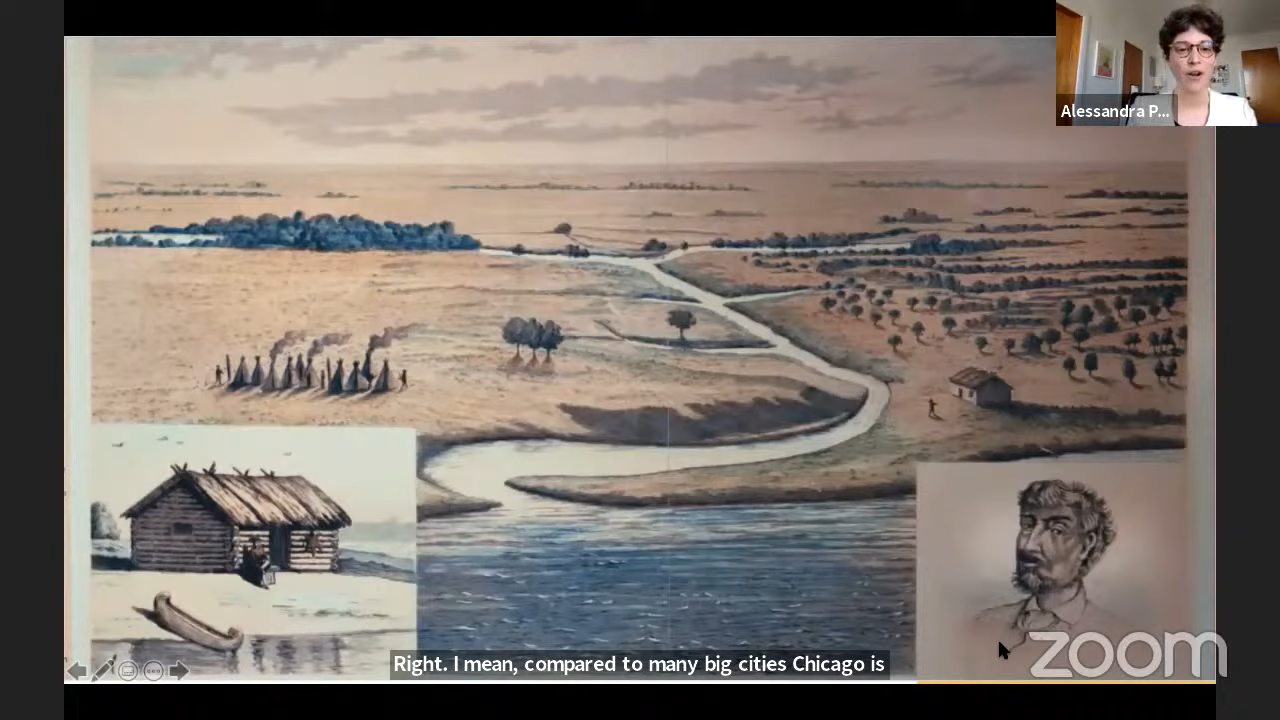 Alessandra P...
Right. I mean, compared to many big cities Chicago is
zoom